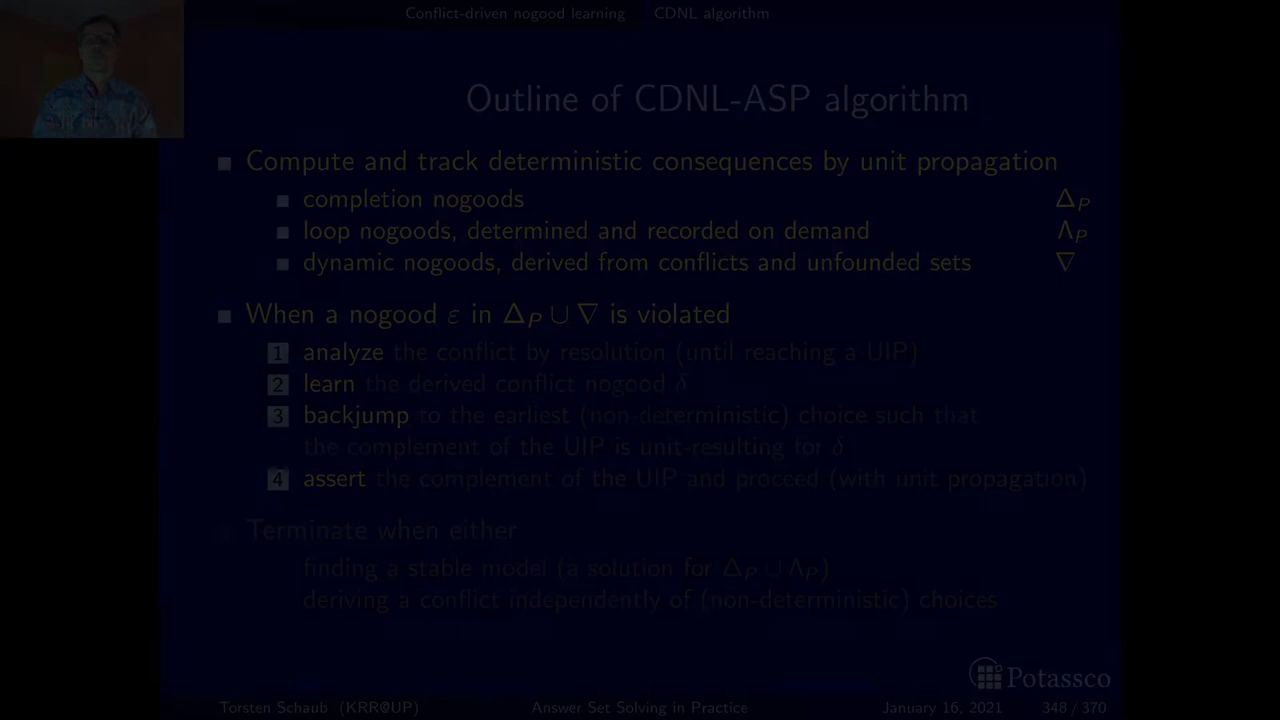 Conflict-driven nogood learning CDNL algorithm
Outline of CDNL-ASP algorithm
Compute and track deterministic consequences by unit propagation
completion nogoods Δ_P
loop nogoods, determined and recorded on demand Λ_P
dynamic nogoods, derived from conflicts and unfounded sets ∇
When a nogood ε in Δ_P ∪ ∇ is violated
1 analyze the conflict by resolution (until reaching a UIP)
2 learn the derived conflict nogood δ
3 backjump to the earliest (non-deterministic) choice such that
the complement of the UIP is unit-resulting for δ
4 assert the complement of the UIP and proceed (with unit propagation)
Terminate when either
finding a stable model (a solution for Δ_P ∪ Λ_P)
deriving a conflict independently of (non-deterministic) choices
Potassco
Torsten Schaub (KRR@UP) Answer Set Solving in Practice January 16, 2021 348 / 370